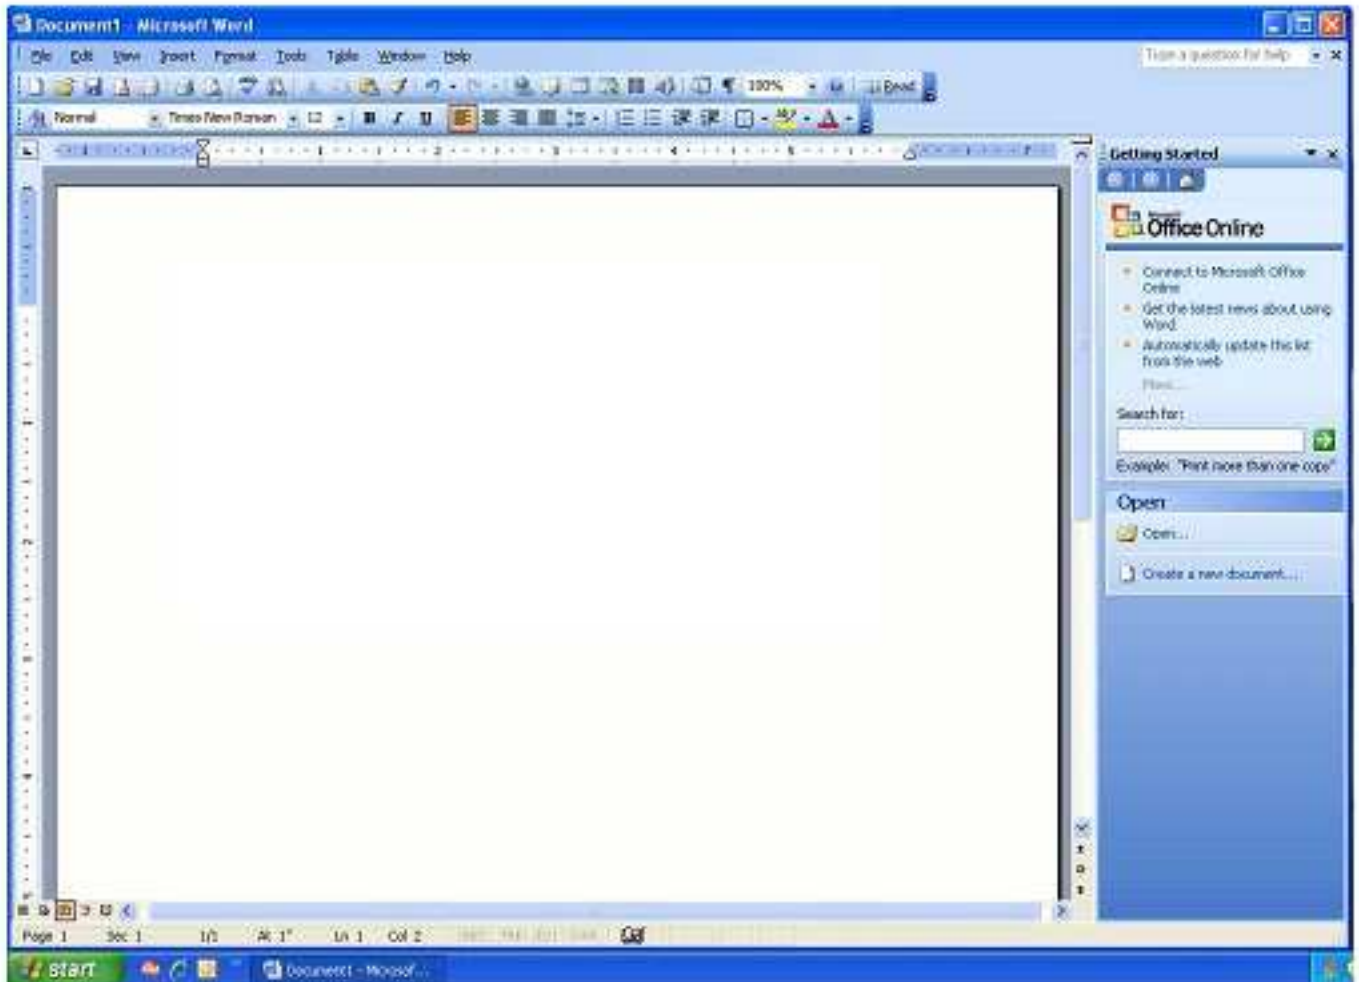 Document1 - Microsoft Word
File Edit View Insert Format Tools Table Window Help
Type a question for help
100% Read
Normal Times New Roman 12 B I U
Getting Started
Microsoft
Office Online
Connect to Microsoft Office
Online
Get the latest news about using
Word
Automatically update this list
from the web
More...
Search for:
Example: "Print more than one copy"
Open
Open...
Create a new document...
Page 1 Sec 1 1/1 At 1" Ln 1 Col 2
start Document1 - Microsof...